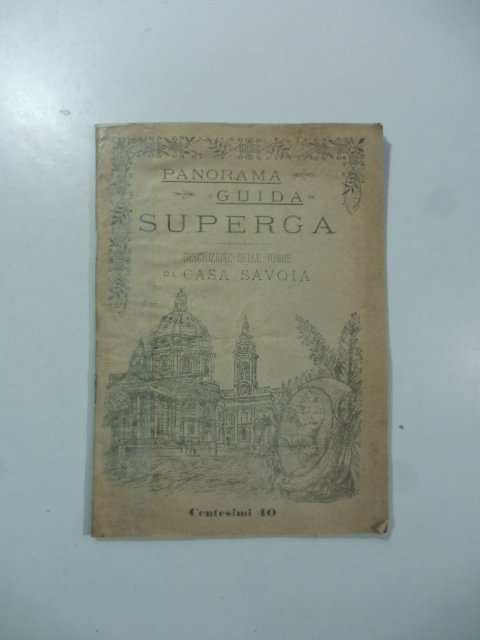 PANORAMA
GUIDA
SUPERGA
DESCRIZIONE DELLE TOMBE
DI CASA SAVOIA
Centesimi 40